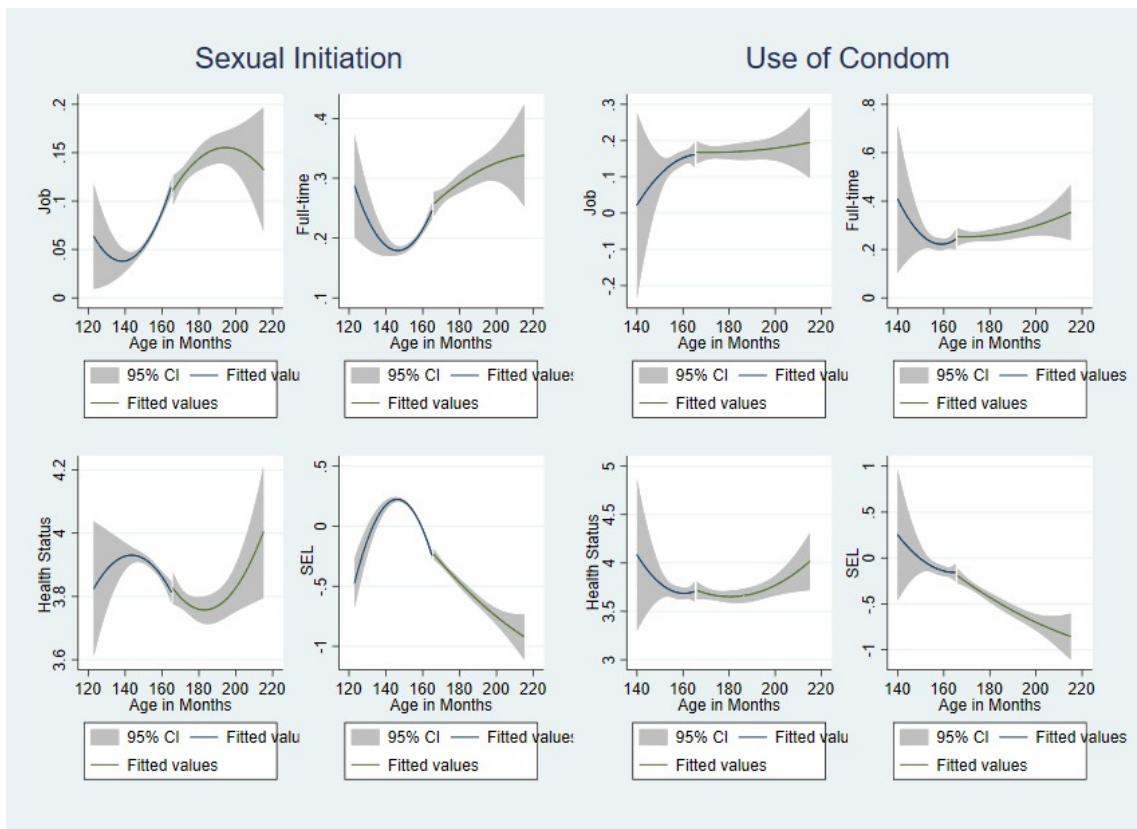 Sexual Initiation
Use of Condom
.2
.15
.1
.05
0
Job
120 140 160 180 200 220
Age in Months
95% CI Fitted valu
Fitted values
.4
.3
.2
.1
Full-time
120 140 160 180 200 220
Age in Months
95% CI Fitted values
Fitted values
.3
.2
.1
0
-.1
-.2
Job
140 160 180 200 220
Age in Months
95% CI Fitted valu
Fitted values
.8
.6
.4
.2
0
Full-time
140 160 180 200 220
Age in Months
95% CI Fitted values
Fitted values
4.2
4
3.8
3.6
Health Status
120 140 160 180 200 220
Age in Months
95% CI Fitted valu
Fitted values
.5
0
-.5
-1
SEL
120 140 160 180 200 220
Age in Months
95% CI Fitted valu
Fitted values
5
4.5
4
3.5
3
Health Status
140 160 180 200 220
Age in Months
95% CI Fitted valu
Fitted values
1
.5
0
-.5
-1
SEL
140 160 180 200 220
Age in Months
95% CI Fitted values
Fitted values